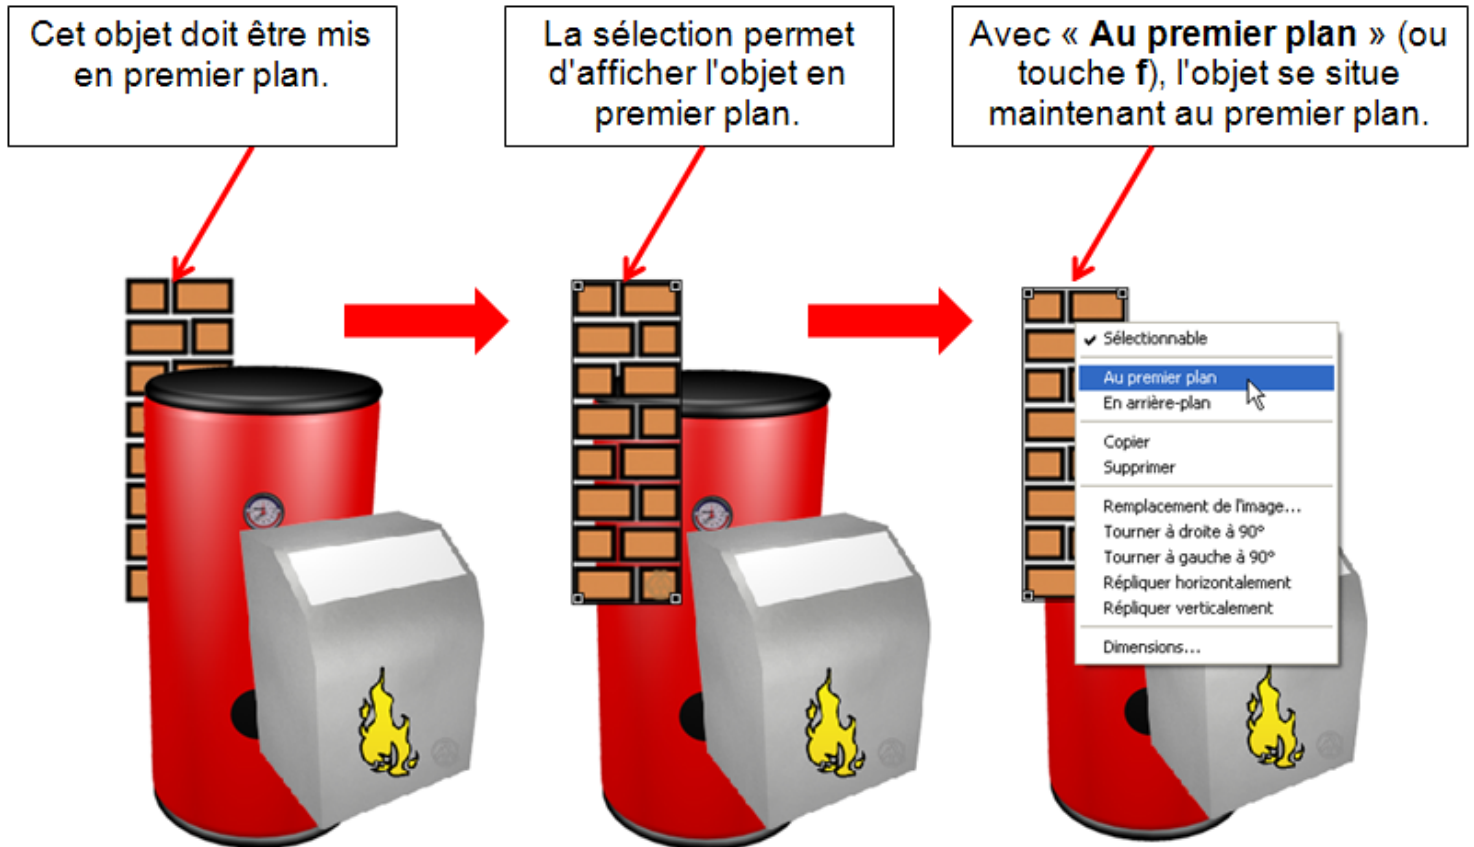 Cet objet doit être mis
en premier plan.
La sélection permet
d'afficher l'objet en
premier plan.
Avec « Au premier plan » (ou
touche f), l'objet se situe
maintenant au premier plan.
Sélectionnable
Au premier plan
En arrière-plan
Copier
Supprimer
Remplacement de l'image...
Tourner à droite à 90°
Tourner à gauche à 90°
Répliquer horizontalement
Répliquer verticalement
Dimensions...